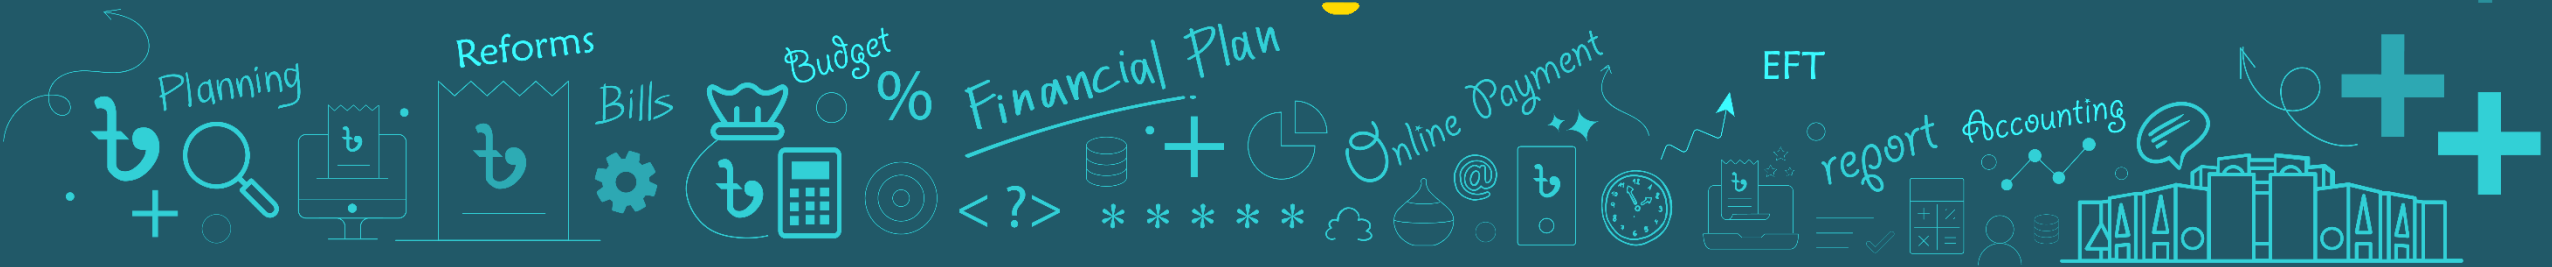 Planning
৳
৳
Reforms
৳
Bills
Budget
%
৳
Financial Plan
< ? >
* * * * *
Online Payment
@
৳
EFT
৳
report
Accounting